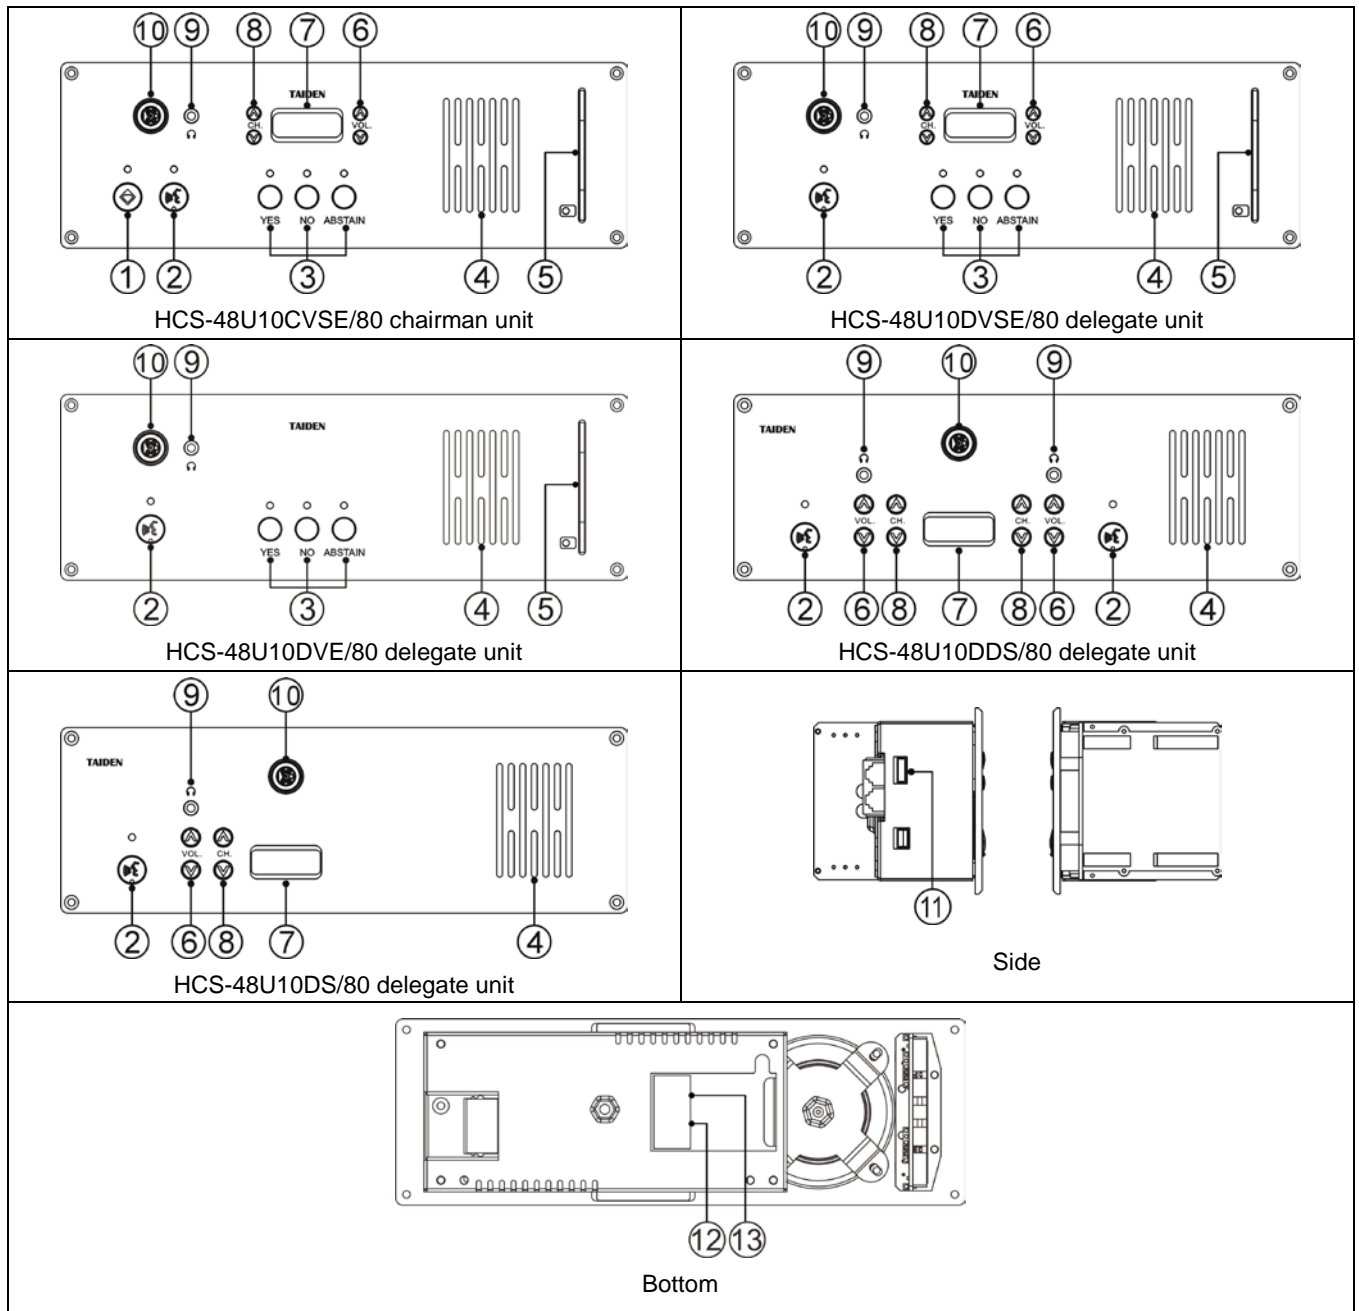 10 9 8 7 6
TAIDEN
CH. VOL.
YES NO ABSTAIN
5
1 2 3 4 5
HCS-48U10CVSE/80 chairman unit
10 9 8 7 6
TAIDEN
CH. VOL.
YES NO ABSTAIN
2 3 4 5
HCS-48U10DVSE/80 delegate unit
10 9
TAIDEN
YES NO ABSTAIN
2 3 4 5
HCS-48U10DVE/80 delegate unit
9 10 9
TAIDEN
VOL. CH. CH. VOL.
2 6 8 7 8 6 2 4
HCS-48U10DDS/80 delegate unit
9 10
TAIDEN
VOL. CH.
2 6 8 7 4
HCS-48U10DS/80 delegate unit
11
Side
12 13
Bottom